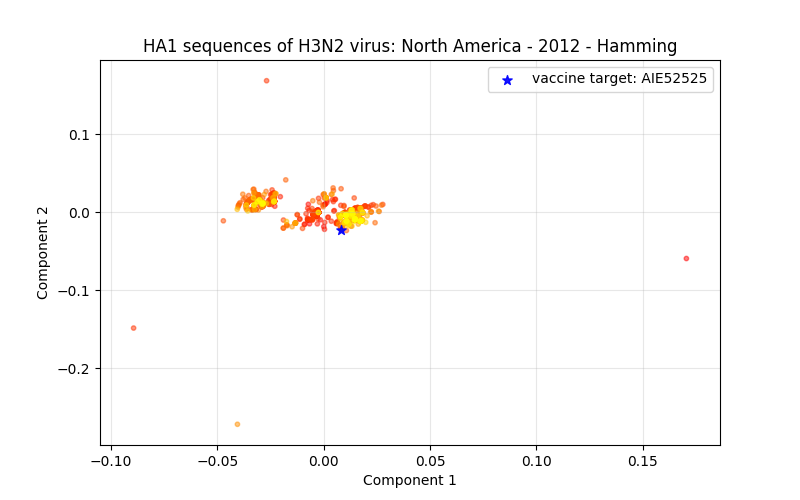 HA1 sequences of H3N2 virus: North America - 2012 - Hamming
vaccine target: AIE52525
0.1
0.0
−0.1
−0.2
Component 2
−0.10
−0.05
0.00
0.05
0.10
0.15
Component 1